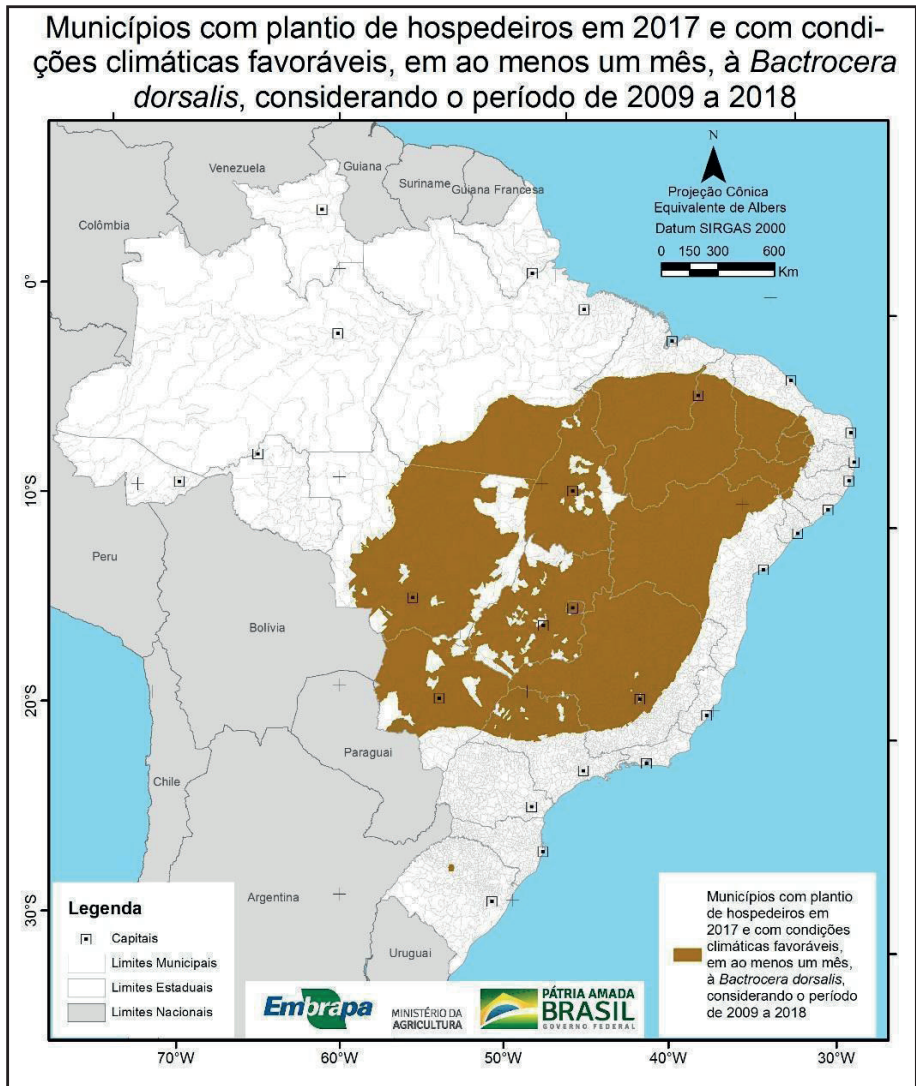 Municípios com plantio de hospedeiros em 2017 e com condi-
ções climáticas favoráveis, em ao menos um mês, à Bactrocera
dorsalis, considerando o período de 2009 a 2018
N
Projeção Cônica
Equivalente de Albers
Datum SIRGAS 2000
0 150 300 600
Km
Venezuela
Guiana
Suriname
Guiana Francesa
Colômbia
Peru
Bolívia
Paraguai
Chile
Argentina
Uruguai
0°
10°S
20°S
30°S
Legenda
Capitais
Limites Municipais
Limites Estaduais
Limites Nacionais
Embrapa
MINISTÉRIO DA
AGRICULTURA
PÁTRIA AMADA
BRASIL
GOVERNO FEDERAL
Municípios com plantio
de hospedeiros em
2017 e com condições
climáticas favoráveis,
em ao menos um mês,
à Bactrocera dorsalis,
considerando o período
de 2009 a 2018
70°W 60°W 50°W 40°W 30°W